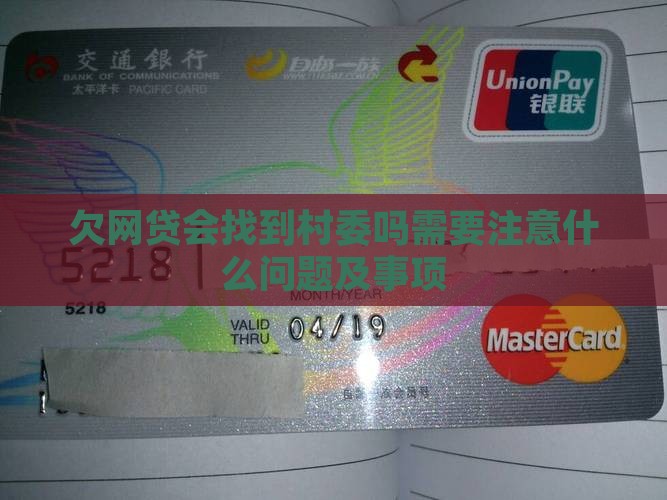 交通銀行
BANK OF COMMUNICATIONS
太平洋卡 PACIFIC CARD
自由一族
UnionPay
银联
欠网贷会找到村委吗需要注意什
么问题及事项
5218
MONTH/YEAR
5218
VALID
THRU
04/19
MasterCard